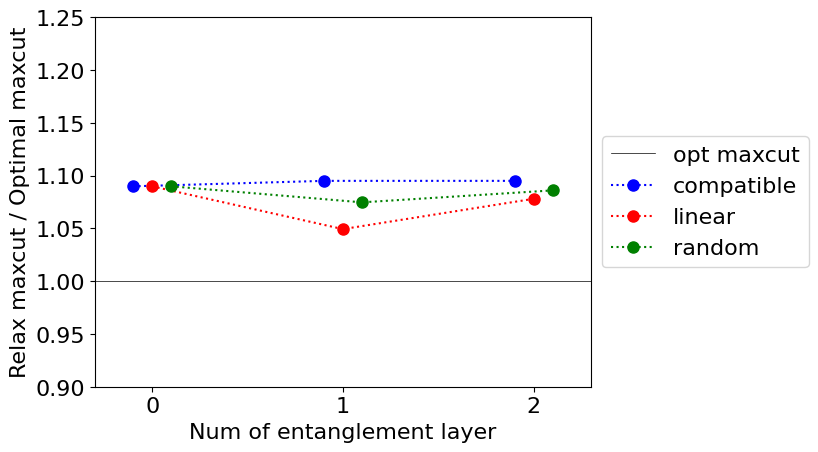 Relax maxcut / Optimal maxcut
1.25
1.20
1.15
1.10
1.05
1.00
0.95
0.90
0
1
2
Num of entanglement layer
opt maxcut
compatible
linear
random